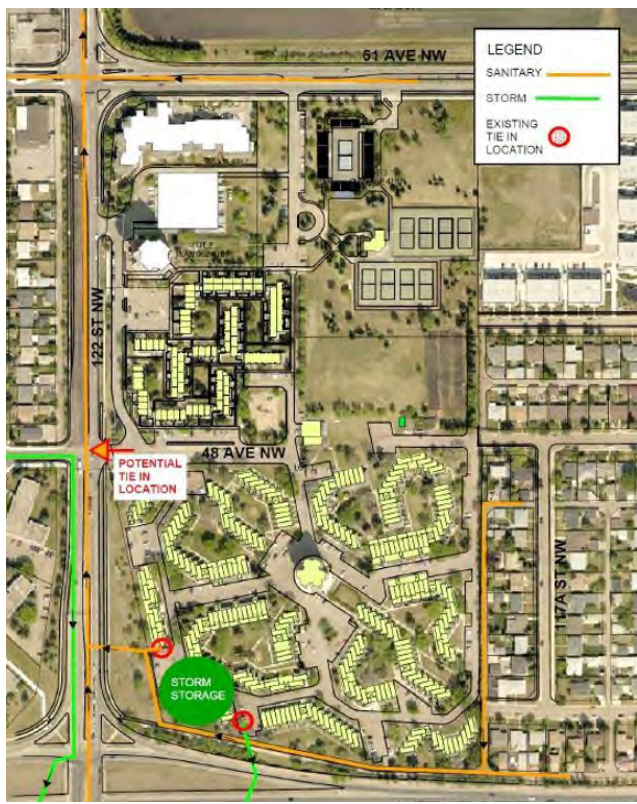 51 AVE NW
LEGEND
SANITARY
STORM
EXISTING
TIE IN
LOCATION
122 ST NW
48 AVE NW
POTENTIAL
TIE IN
LOCATION
17A ST NW
STORM
STORAGE